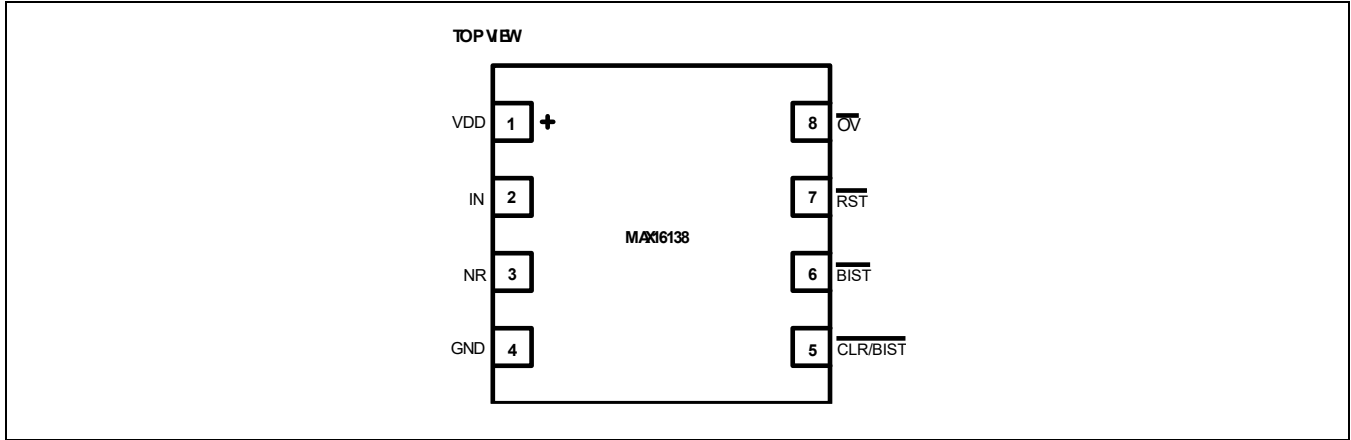 TOP VIEW
VDD 1 + 8 OV
IN 2 7 RST
MAX16138
NR 3 6 BIST
GND 4 5 CLR/BIST